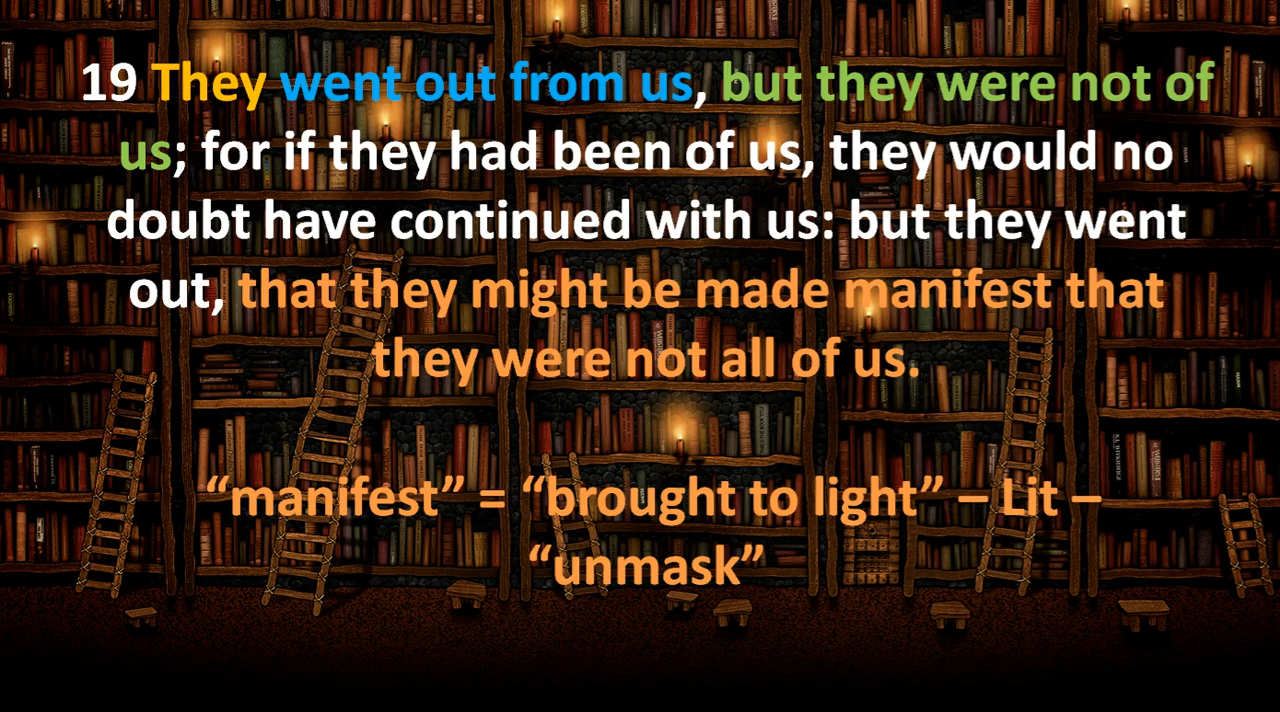 19 They went out from us, but they were not of
us; for if they had been of us, they would no
doubt have continued with us: but they went
out, that they might be made manifest that
they were not all of us.
“manifest” = “brought to light” – Lit –
“unmask”